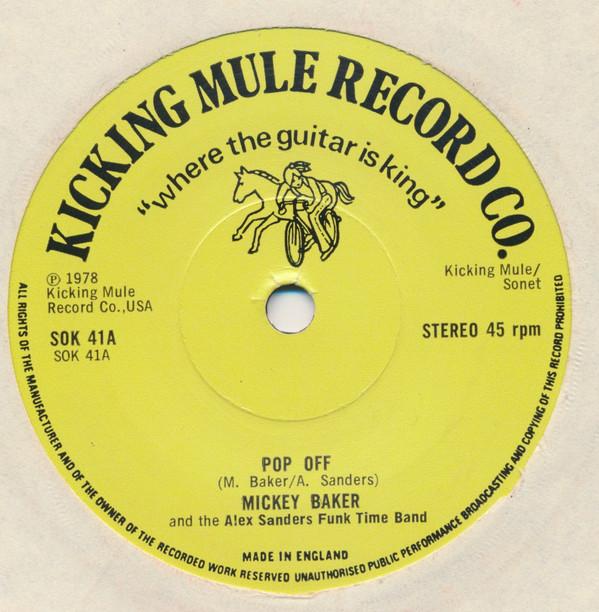 KICKING MULE RECORD CO.
"where the guitar is king"
℗ 1978
Kicking Mule
Record Co.,USA
Kicking Mule/
Sonet
SOK 41A
SOK 41A
STEREO 45 rpm
POP OFF
(M. Baker/A. Sanders)
MICKEY BAKER
and the Alex Sanders Funk Time Band
MADE IN ENGLAND
ALL RIGHTS OF THE MANUFACTURER AND OF THE OWNER OF THE RECORDED WORK RESERVED UNAUTHORISED PUBLIC PERFORMANCE BROADCASTING AND COPYING OF THIS RECORD PROHIBITED